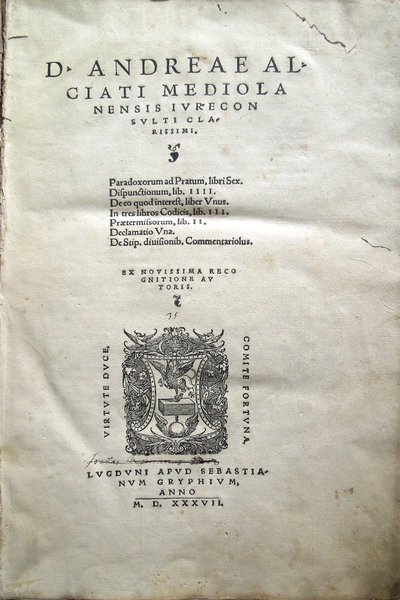 D. ANDREAE AL-
CIATI MEDIOLA
NENSIS IVRECON
SVLTI CLA-
RISSIMI,
Paradoxorum ad Pratum, libri Sex.
Dispunctionum, lib. IIII.
De eo quod interest, liber Vnus.
In tres libros Codicis, lib. III.
Prætermissorum, lib. II.
Declamatio Vna.
De Stip. diuisionib. Commentariolus.
EX NOVISSIMA RECO
GNITIONE AV
TORIS.
35
VIRTVTE DVCE,
COMITE FORTVNA.
LVGDVNI APVD SEBASTIA-
NVM GRYPHIVM,
ANNO
M. D. XXXVII.